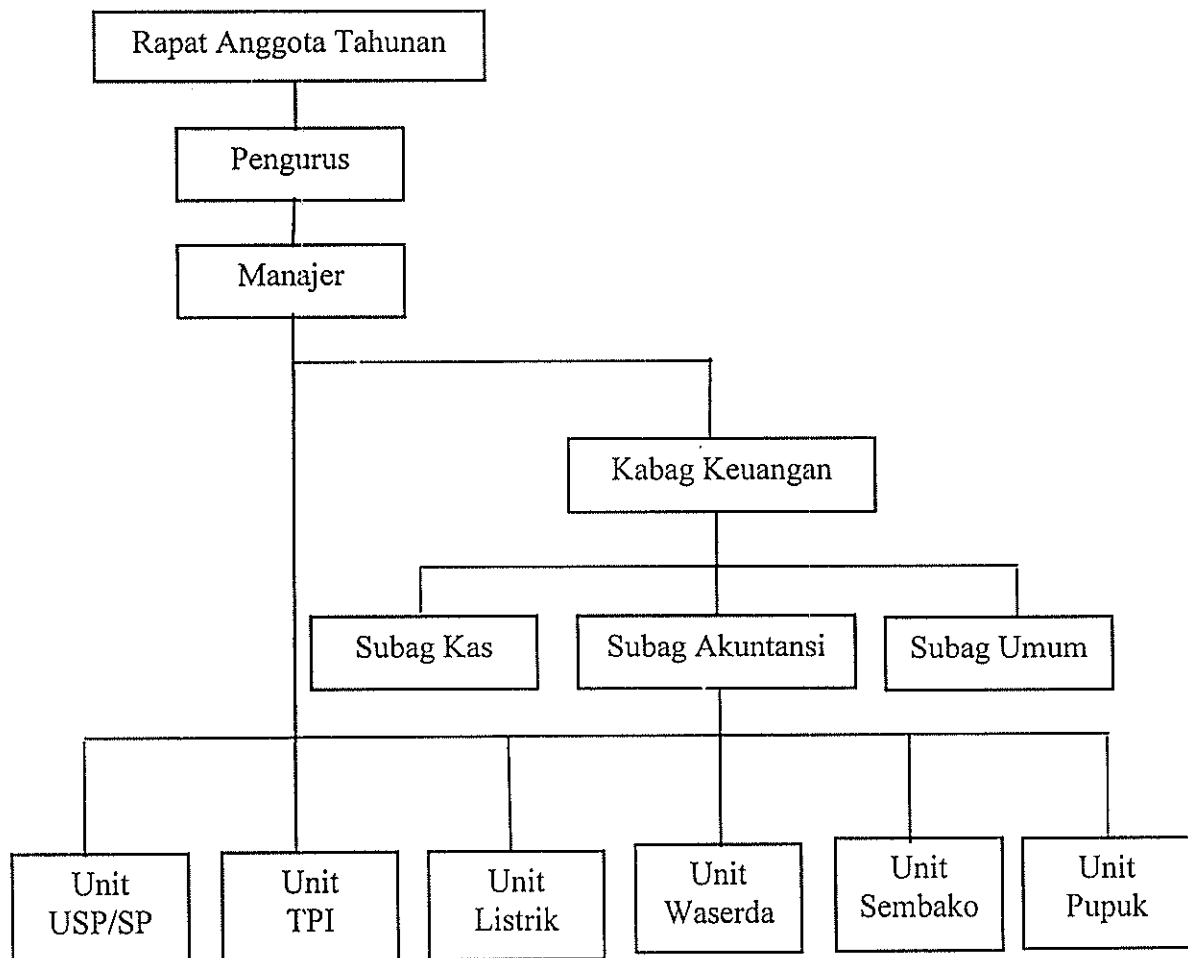 Rapat Anggota Tahunan
Pengurus
Manajer
Kabag Keuangan
Subag Kas
Subag Akuntansi
Subag Umum
Unit
USP/SP
Unit
TPI
Unit
Listrik
Unit
Waserda
Unit
Sembako
Unit
Pupuk